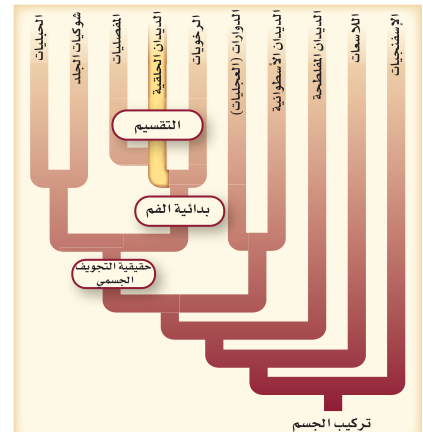 الإسفنجيات
اللاسعات
الديدان المفلطحة
الديدان الأسطوانية
الدوارات (العجليات)
الرخويات
الديدان الحلقية
المفصليات
شوكيات الجلد
الحبليات
التقسيم
بدائية الفم
حقيقية التجويف
الجسمي
تركيب الجسم